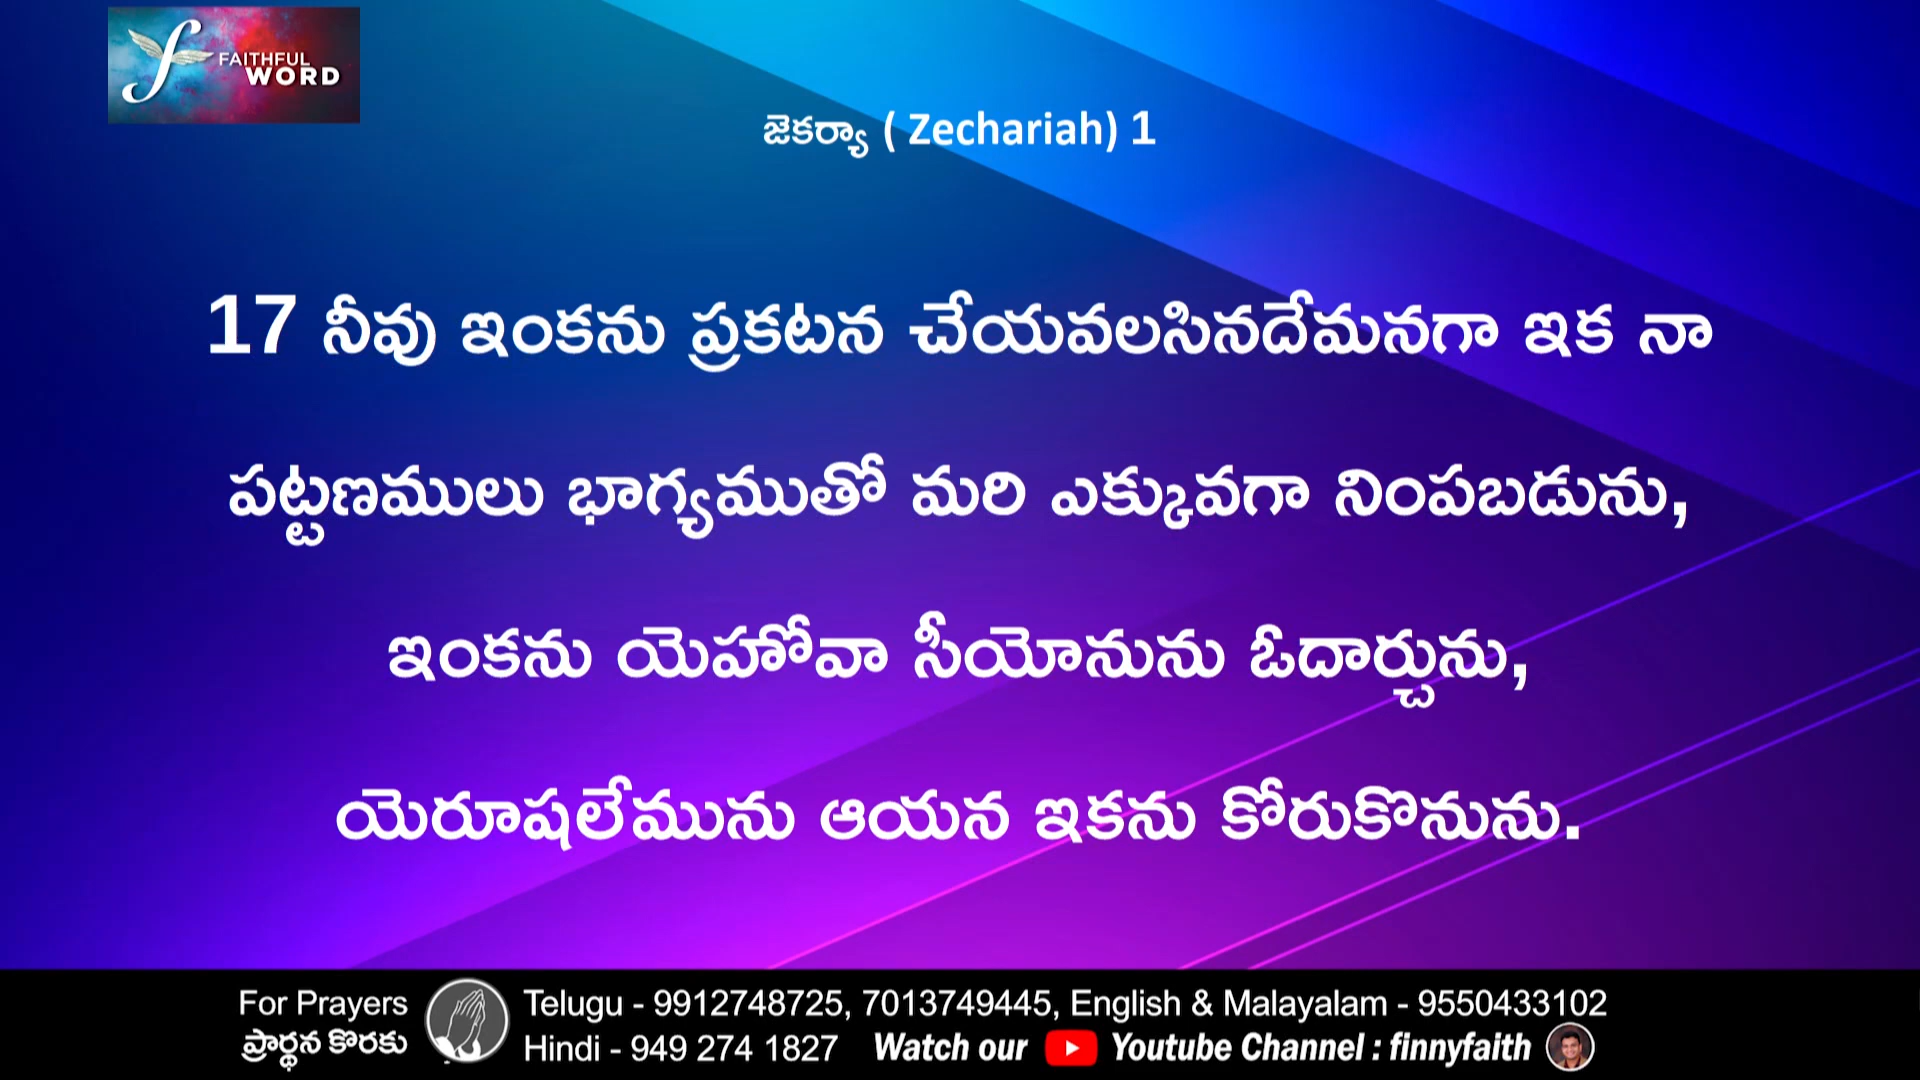 FAITHFUL
WORD
జెకర్యా ( Zechariah) 1
17 నీవు ఇంకను ప్రకటన చేయవలసినదేమనగా ఇక నా
పట్టణములు భాగ్యముతో మరి ఎక్కువగా నింపబడును,
ఇంకను యెహోవా సీయోనును ఓదార్చును,
యెరూషలేమును ఆయన ఇకను కోరుకొనును.
For Prayers
ప్రార్థన కొరకు
Telugu - 9912748725, 7013749445, English & Malayalam - 9550433102
Hindi - 949 274 1827 Watch our Youtube Channel : finnyfaith